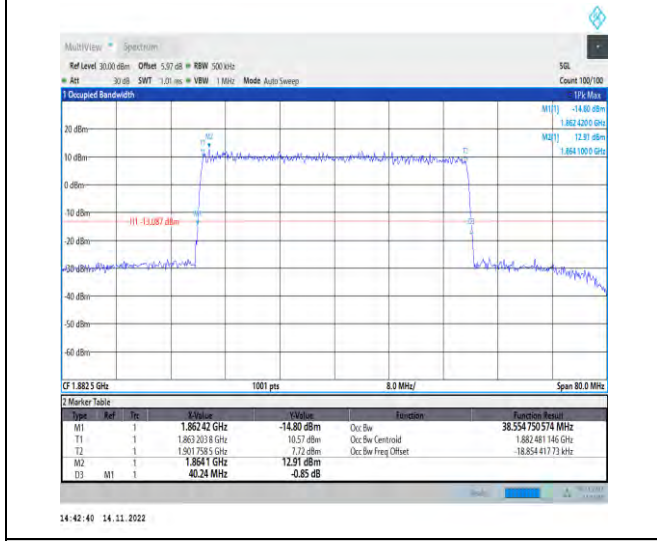 MultiView Spectrum
Ref Level 30.00 dBm Offset 5.97 dB RBW 500 kHz SGL
Att 30 dB SWT 1.01 ms VBW 1 MHz Mode Auto Sweep Count 100/100
1 Occupied Bandwidth 1Pk Max
M1[1] -14.80 dBm
1.862 420 0 GHz
M2[1] 12.91 dBm
1.864 100 0 GHz
20 dBm
M2
T1
T2
10 dBm
0 dBm
-10 dBm
M1
H1 -13.087 dBm
D3
-20 dBm
-30 dBm
-40 dBm
-50 dBm
-60 dBm
CF 1.882 5 GHz 1001 pts 8.0 MHz/ Span 80.0 MHz
2 Marker Table
Type Ref Trc X-Value Y-Value Function Function Result
M1 1 1.862 42 GHz -14.80 dBm Occ Bw 38.554 750 574 MHz
T1 1 1.863 203 8 GHz 10.57 dBm Occ Bw Centroid 1.882 481 146 GHz
T2 1 1.901 758 5 GHz 7.72 dBm Occ Bw Freq Offset -18.854 417 73 kHz
M2 1 1.864 1 GHz 12.91 dBm
D3 M1 1 40.24 MHz -0.85 dB
14:42:40 14.11.2022